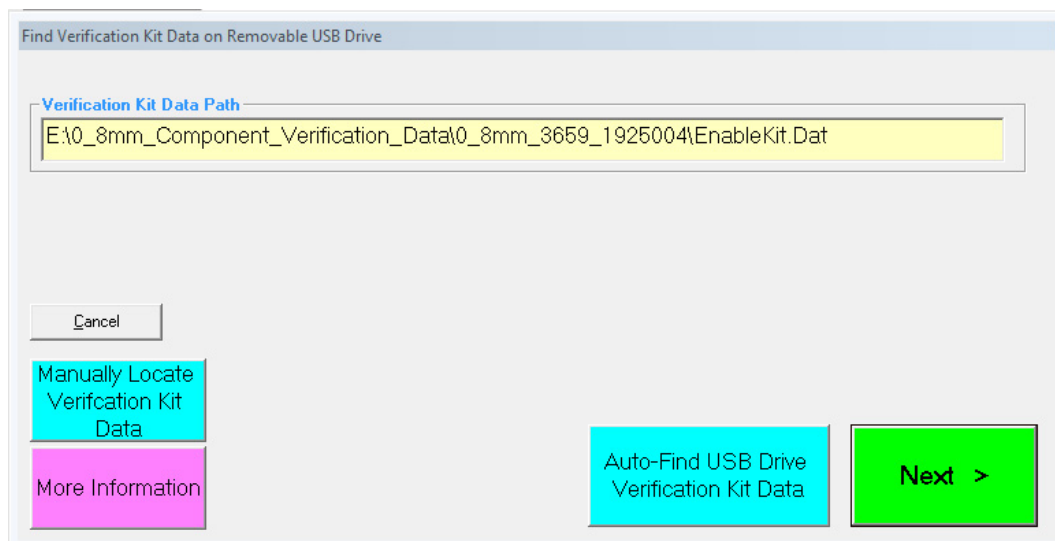 Find Verification Kit Data on Removable USB Drive
Verification Kit Data Path
E:\0_8mm_Component_Verification_Data\0_8mm_3659_1925004\EnableKit.Dat
Cancel
Manually Locate
Verifcation Kit
Data
More Information
Auto-Find USB Drive
Verification Kit Data
Next >